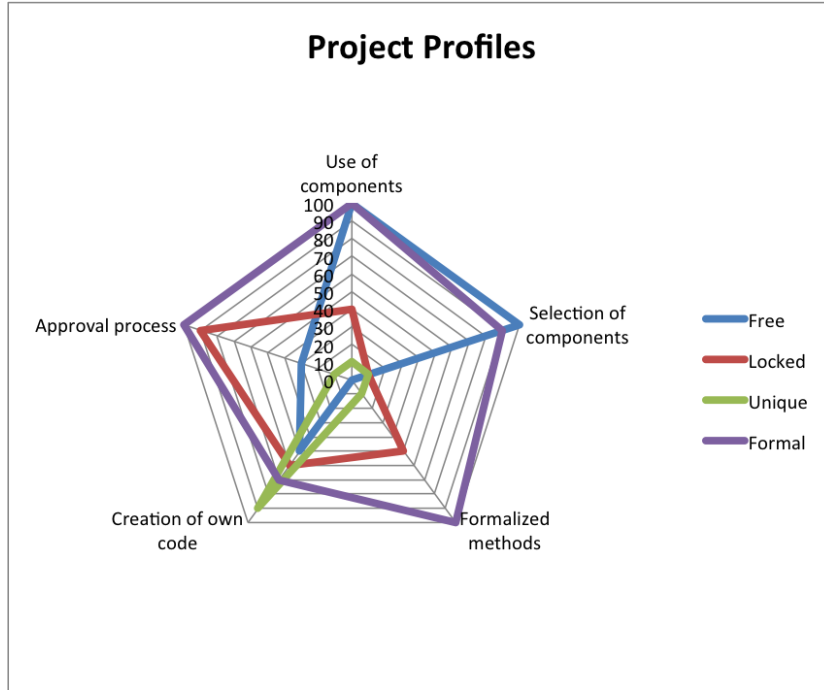 Project Profiles
Use of
components
100
90
80
70
60
50
40
30
20
10
0
Selection of
components
Approval process
Creation of own
code
Formalized
methods
Free
Locked
Unique
Formal